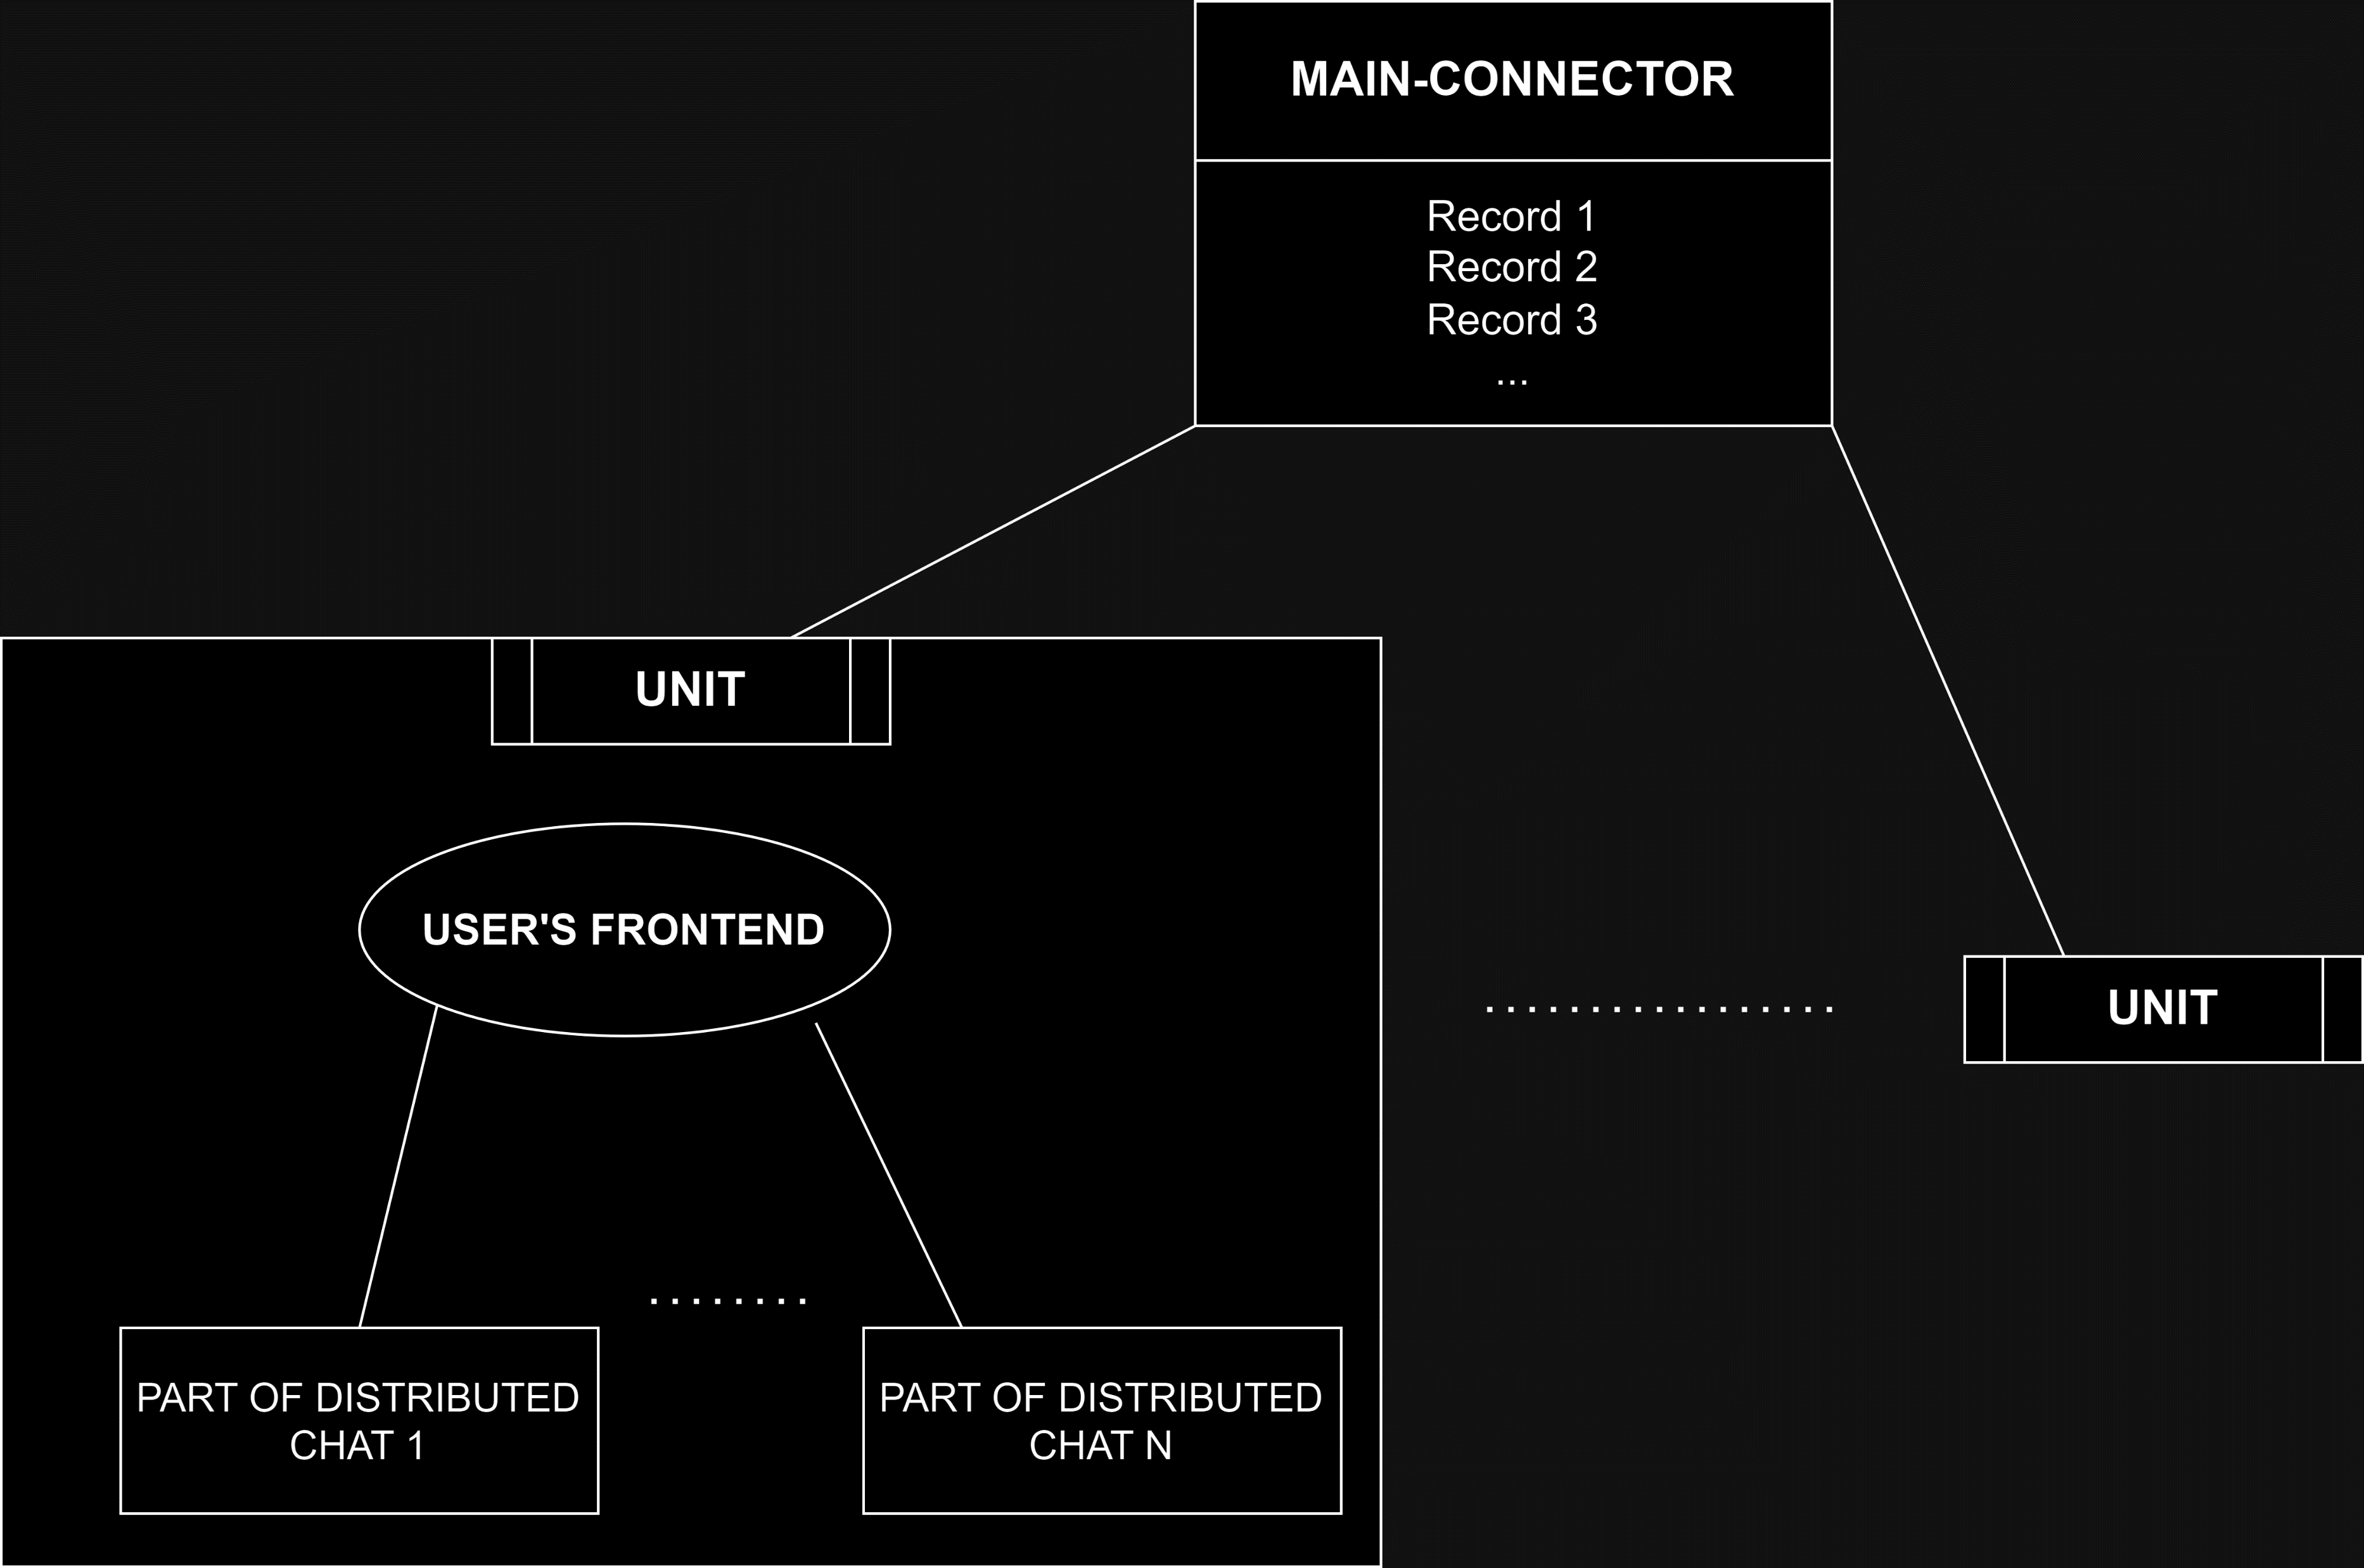 MAIN-CONNECTOR
Record 1
Record 2
Record 3
...
UNIT
USER'S FRONTEND
. . . . . . . . . . . . . . . . .
UNIT
. . . . . . . .
PART OF DISTRIBUTED
CHAT 1
PART OF DISTRIBUTED
CHAT N